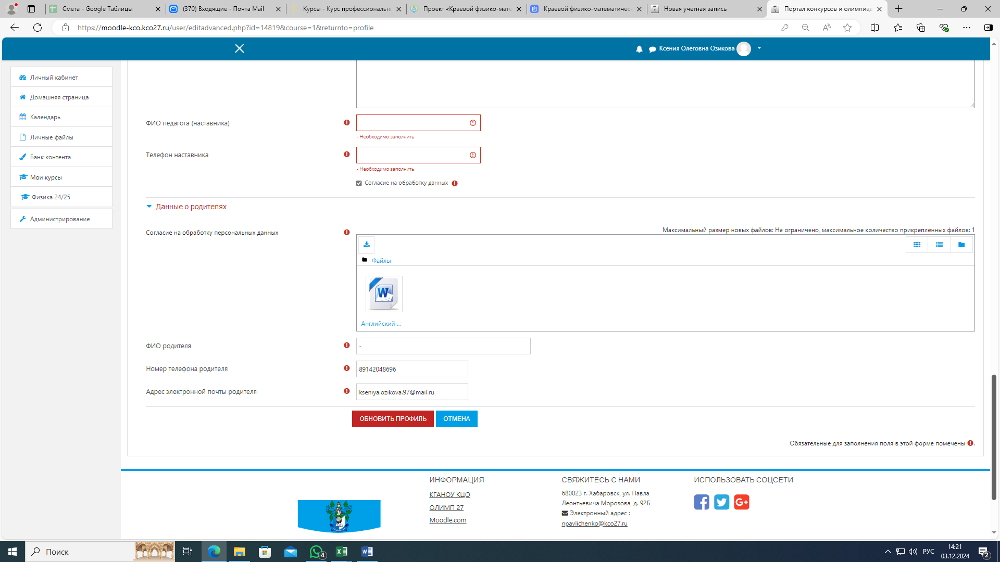 Смета - Google Таблицы
(370) Входящие - Почта Mail
Курсы - Курс профессиональн
Проект «Краевой физико-мате
Краевой физико-математичес
Новая учетная запись
Портал конкурсов и олимпиад
https://moodle-kco.kco27.ru/user/editadvanced.php?id=14819&course=1&returnto=profile
Ксения Олеговна Озикова
Личный кабинет
Домашняя страница
Календарь
Личные файлы
Банк контента
Мои курсы
Физика 24/25
Администрирование
ФИО педагога (наставника)
- Необходимо заполнить
Телефон наставника
- Необходимо заполнить
Согласие на обработку данных
Данные о родителях
Согласие на обработку персональных данных
Максимальный размер новых файлов: Не ограничено, максимальное количество прикрепленных файлов: 1
Файлы
Английский ...
ФИО родителя
-
Номер телефона родителя
89142048696
Адрес электронной почты родителя
kseniya.ozikova.97@mail.ru
ОБНОВИТЬ ПРОФИЛЬ
ОТМЕНА
Обязательные для заполнения поля в этой форме помечены .
ИНФОРМАЦИЯ
КГАНОУ КЦО
ОЛИМП 27
Moodle.com
СВЯЖИТЕСЬ С НАМИ
680023 г. Хабаровск, ул. Павла
Леонтьевича Морозова, д. 92Б
Электронный адрес :
npavlichenko@kco27.ru
ИСПОЛЬЗОВАТЬ СОЦСЕТИ
Поиск
4
РУС
14:21
03.12.2024
2